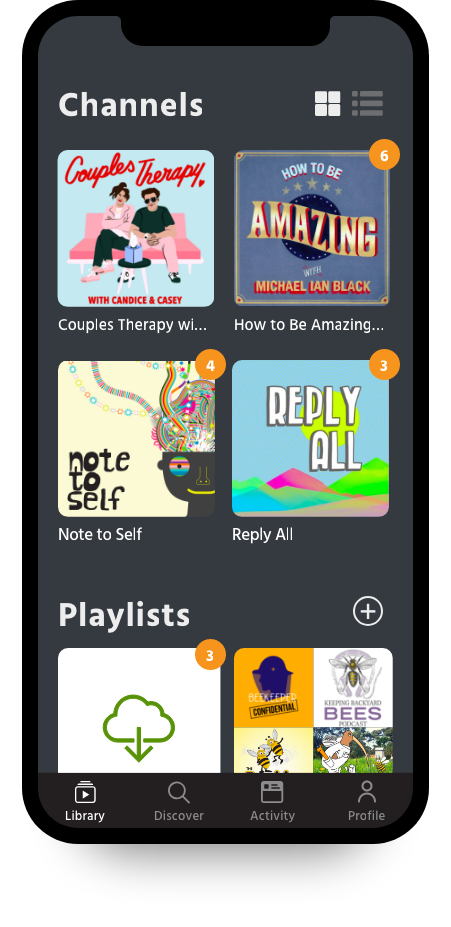 Channels
Couples Therapy
WITH CANDICE & CASEY
6
HOW TO BE
AMAZING
WITH
MICHAEL IAN BLACK
Couples Therapy wi...
How to Be Amazing...
4
note
to
self
3
REPLY
ALL
Note to Self
Reply All
Playlists
3
BEEKEEPER
CONFIDENTIAL
KEEPING BACKYARD
BEES
PODCAST
Library
Discover
Activity
Profile